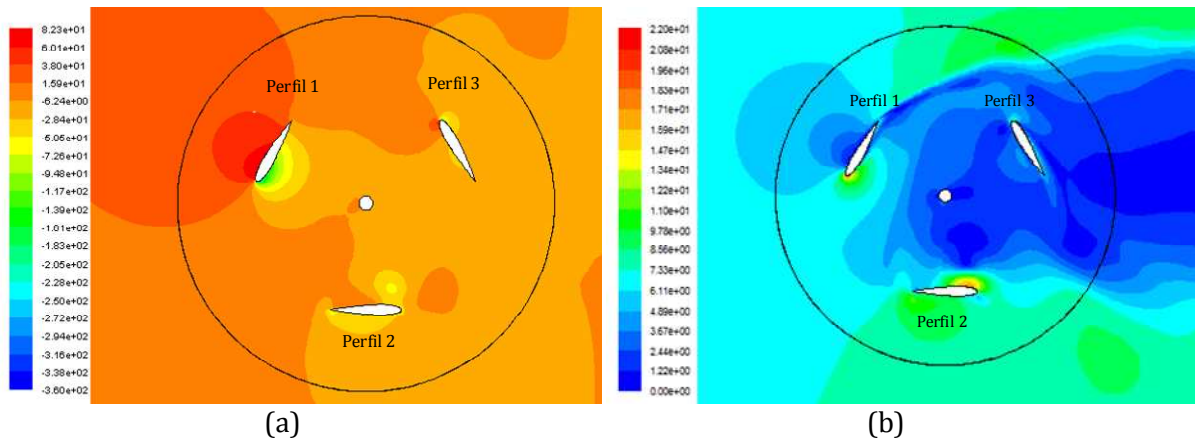 8.23e+01
6.01e+01
3.80e+01
1.59e+01
-6.24e+00
-2.84e+01
-5.05e+01
-7.26e+01
-9.48e+01
-1.17e+02
-1.39e+02
-1.01e+02
-1.83e+02
-2.05e+02
-2.28e+02
-2.50e+02
-2.72e+02
-2.94e+02
-3.16e+02
-3.38e+02
-3.60e+02
Perfil 1
Perfil 3
Perfil 2
(a)
2.20e+01
2.08e+01
1.96e+01
1.83e+01
1.71e+01
1.59e+01
1.47e+01
1.34e+01
1.22e+01
1.10e+01
9.78e+00
8.56e+00
7.33e+00
6.11e+00
4.89e+00
3.67e+00
2.44e+00
1.22e+00
0.00e+00
Perfil 1
Perfil 3
Perfil 2
(b)